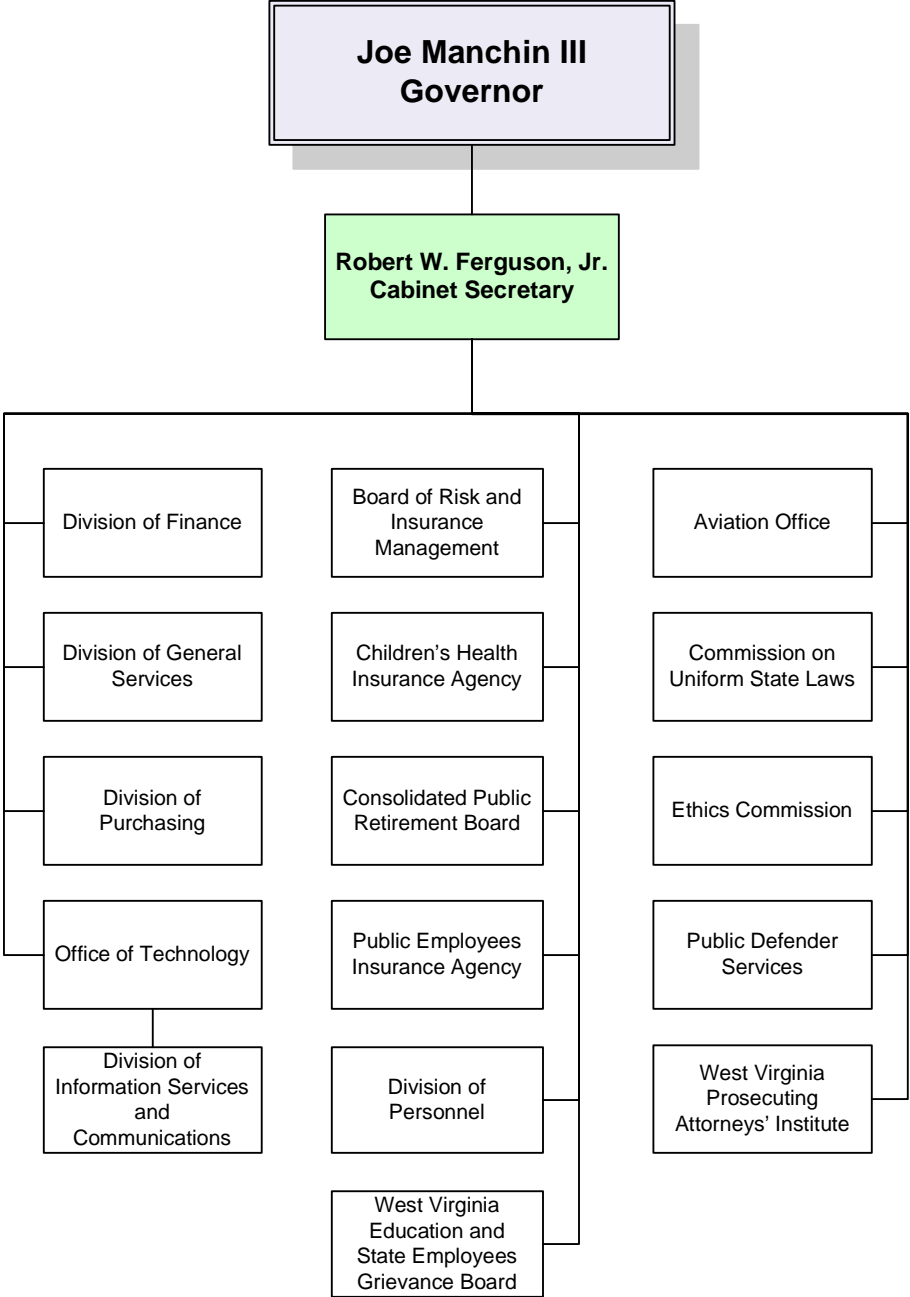 Joe Manchin III
Governor
Robert W. Ferguson, Jr.
Cabinet Secretary
Division of Finance
Division of General
Services
Division of
Purchasing
Office of Technology
Division of
Information Services
and
Communications
Board of Risk and
Insurance
Management
Children’s Health
Insurance Agency
Consolidated Public
Retirement Board
Public Employees
Insurance Agency
Division of
Personnel
West Virginia
Education and
State Employees
Grievance Board
Aviation Office
Commission on
Uniform State Laws
Ethics Commission
Public Defender
Services
West Virginia
Prosecuting
Attorneys’ Institute